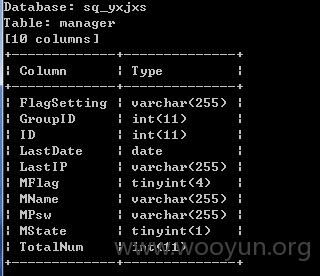 Database: sq_yxjxs
Table: manager
[10 columns]
+-------------+--------------+
¦ Column      ¦ Type         ¦
+-------------+--------------+
¦ FlagSetting ¦ varchar(255) ¦
¦ GroupID     ¦ int(11)      ¦
¦ ID          ¦ int(11)      ¦
¦ LastDate    ¦ date         ¦
¦ LastIP      ¦ varchar(255) ¦
¦ MFlag       ¦ tinyint(4)   ¦
¦ MName       ¦ varchar(255) ¦
¦ MPsw        ¦ varchar(255) ¦
¦ MState      ¦ tinyint(1)   ¦
¦ TotalNum    ¦ int(11)      ¦
+-------------+--------------+
www.wooyun.org